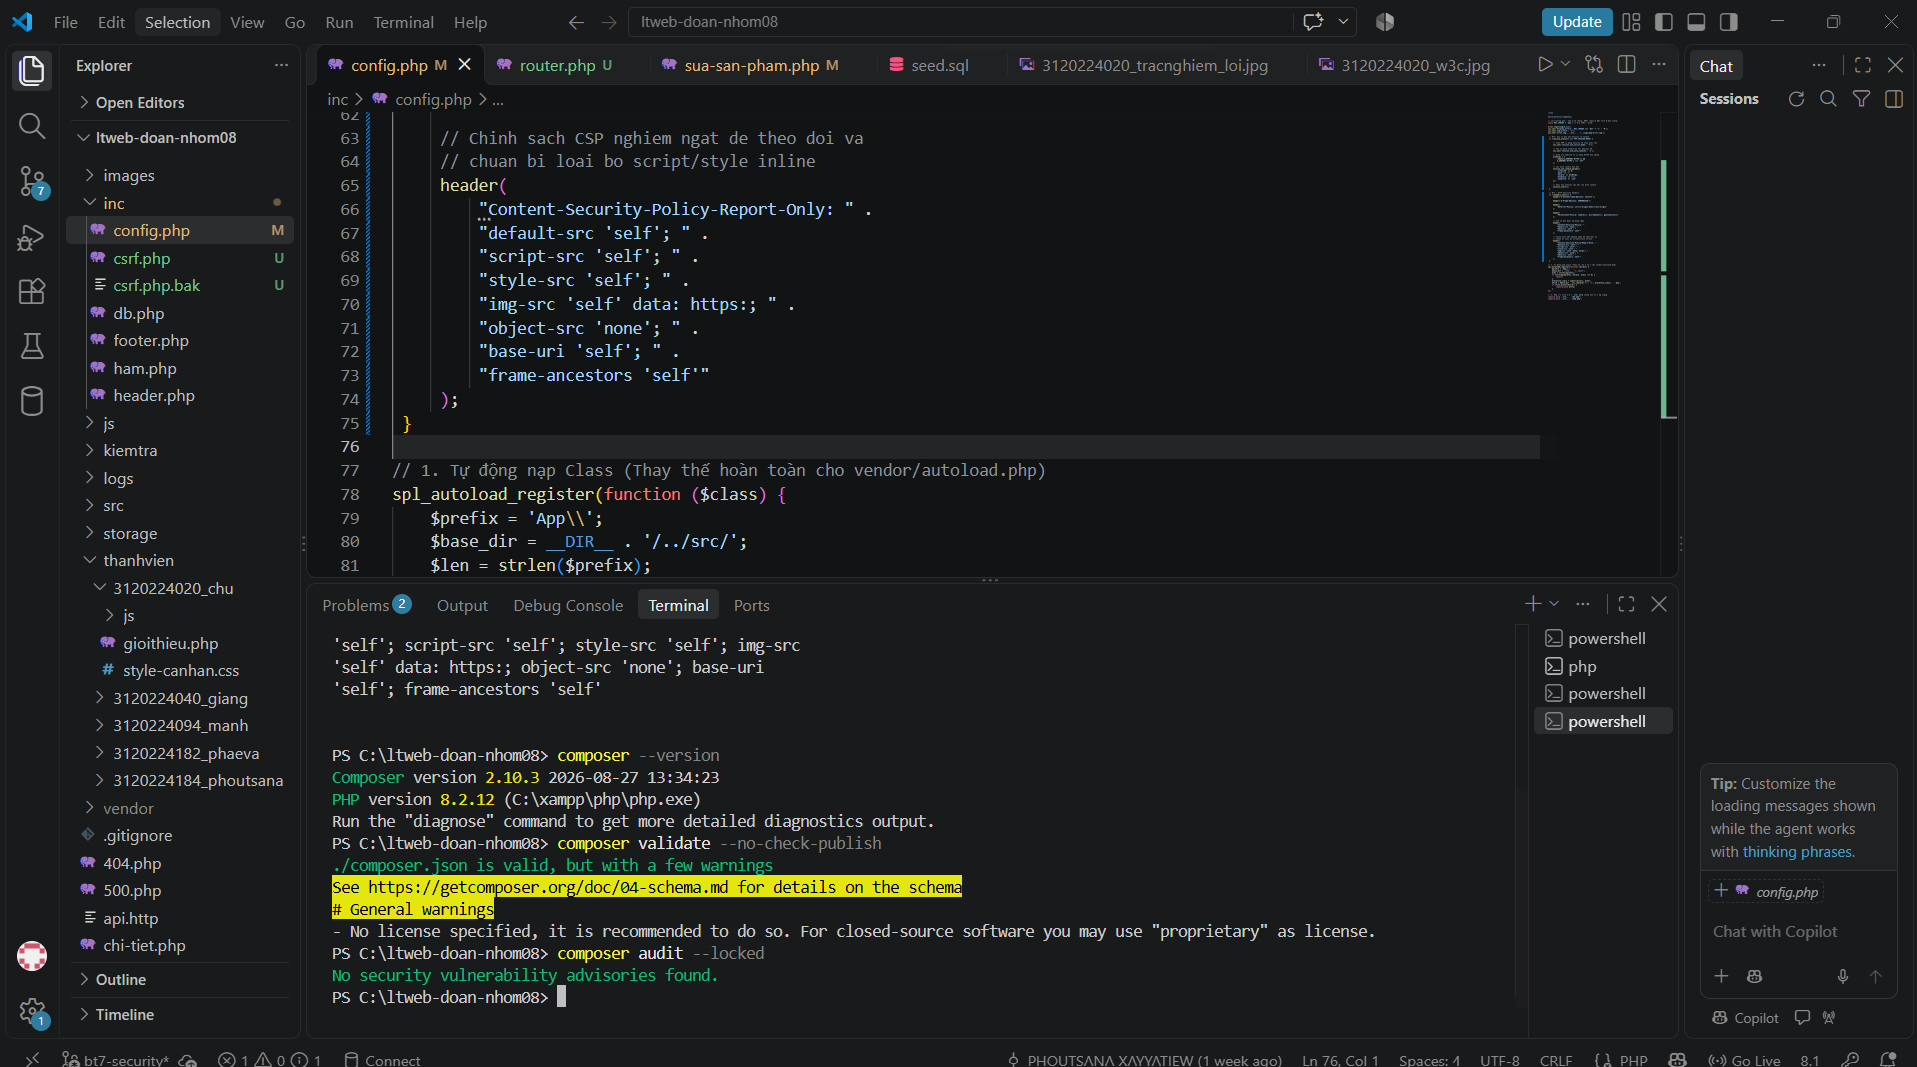 File Edit Selection View Go Run Terminal Help
ltweb-doan-nhom08
Update
Explorer
Open Editors
ltweb-doan-nhom08
images
inc
config.php M
csrf.php U
csrf.php.bak U
db.php
footer.php
ham.php
header.php
js
kiemtra
logs
src
storage
thanhvien
3120224020_chu
js
gioithieu.php
style-canhan.css
3120224040_giang
3120224094_manh
3120224182_phaeva
3120224184_phoutsana
vendor
.gitignore
404.php
500.php
api.http
chi-tiet.php
Outline
Timeline
7
1
config.php M
router.php U
sua-san-pham.php M
seed.sql
3120224020_tracnghiem_loi.jpg
3120224020_w3c.jpg
inc > config.php > ...
62
63 // Chinh sach CSP nghiem ngat de theo doi va
64 // chuan bi loai bo script/style inline
65 header(
66 "Content-Security-Policy-Report-Only: " .
67 "default-src 'self'; " .
68 "script-src 'self'; " .
69 "style-src 'self'; " .
70 "img-src 'self' data: https:; " .
71 "object-src 'none'; " .
72 "base-uri 'self'; " .
73 "frame-ancestors 'self'"
74 );
75 }
76
77 // 1. Tự động nạp Class (Thay thế hoàn toàn cho vendor/autoload.php)
78 spl_autoload_register(function ($class) {
79 $prefix = 'App\\';
80 $base_dir = __DIR__ . '/../src/';
81 $len = strlen($prefix);
Problems 2 Output Debug Console Terminal Ports
'self'; script-src 'self'; style-src 'self'; img-src
'self' data: https:; object-src 'none'; base-uri
'self'; frame-ancestors 'self'
PS C:\ltweb-doan-nhom08> composer --version
Composer version 2.10.3 2026-08-27 13:34:23
PHP version 8.2.12 (C:\xampp\php\php.exe)
Run the "diagnose" command to get more detailed diagnostics output.
PS C:\ltweb-doan-nhom08> composer validate --no-check-publish
./composer.json is valid, but with a few warnings
See https://getcomposer.org/doc/04-schema.md for details on the schema
# General warnings
- No license specified, it is recommended to do so. For closed-source software you may use "proprietary" as license.
PS C:\ltweb-doan-nhom08> composer audit --locked
No security vulnerability advisories found.
PS C:\ltweb-doan-nhom08>
powershell
php
powershell
powershell
Chat
Sessions
Tip: Customize the
loading messages shown
while the agent works
with thinking phrases.
config.php
Chat with Copilot
Copilot
bt7-security* 1 0 1 Connect
PHOUTSANA XAYYATIEW (1 week ago) Ln 76, Col 1 Spaces: 4 UTF-8 CRLF {} PHP Go Live 8.1